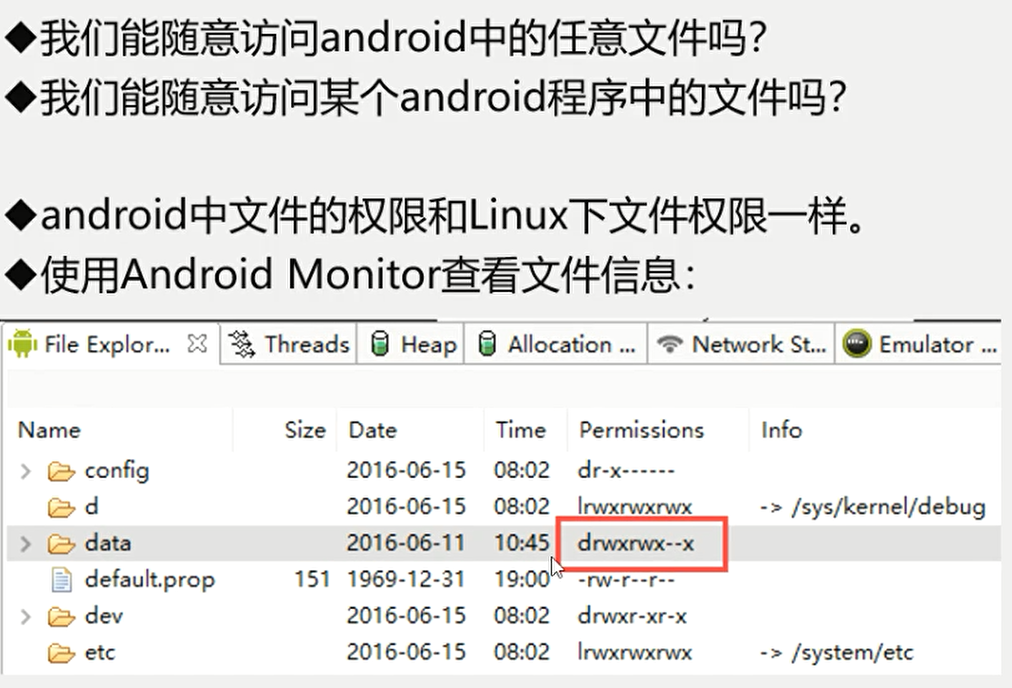 ◆我们能随意访问android中的任意文件吗?
◆我们能随意访问某个android程序中的文件吗?
◆android中文件的权限和Linux下文件权限一样。
◆使用Android Monitor查看文件信息：
File Explor... Threads Heap Allocation ... Network St... Emulator ...
Name Size Date Time Permissions Info
config 2016-06-15 08:02 dr-x------
d 2016-06-15 08:02 lrwxrwxrwx -> /sys/kernel/debug
data 2016-06-11 10:45 drwxrwx--x
default.prop 151 1969-12-31 19:00 -rw-r--r--
dev 2016-06-15 08:02 drwxr-xr-x
etc 2016-06-15 08:02 lrwxrwxrwx -> /system/etc